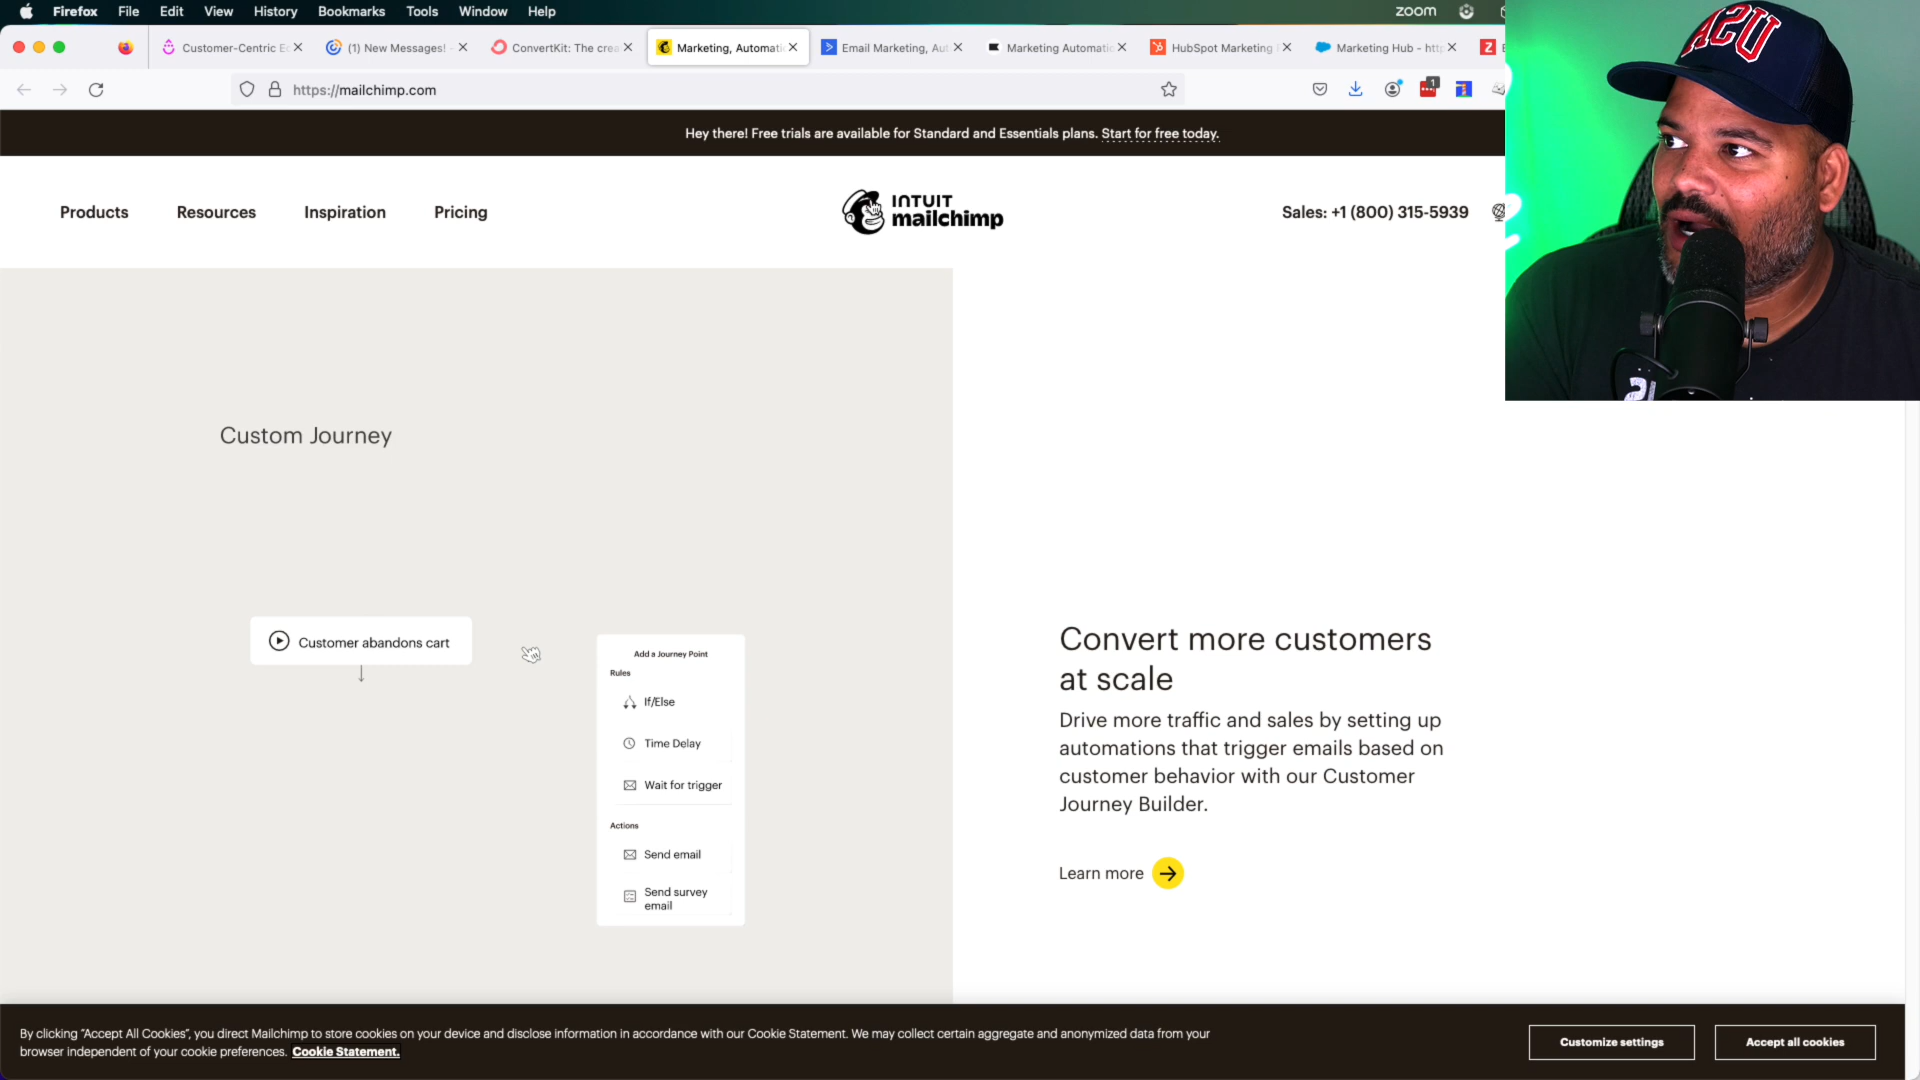 Firefox File Edit View History Bookmarks Tools Window Help zoom
Customer-Centric Ec (1) New Messages! - ConvertKit: The crea Marketing, Automati Email Marketing, Aut Marketing Automatic HubSpot Marketing Marketing Hub - http
https://mailchimp.com
Hey there! Free trials are available for Standard and Essentials plans. Start for free today.
Products Resources Inspiration Pricing
INTUIT
mailchimp
Sales: +1 (800) 315-5939
USA
Custom Journey
Customer abandons cart
Add a Journey Point
Rules
If/Else
Time Delay
Wait for trigger
Actions
Send email
Send survey
email
Convert more customers
at scale
Drive more traffic and sales by setting up
automations that trigger emails based on
customer behavior with our Customer
Journey Builder.
Learn more
By clicking “Accept All Cookies”, you direct Mailchimp to store cookies on your device and disclose information in accordance with our Cookie Statement. We may collect certain aggregate and anonymized data from your
browser independent of your cookie preferences. Cookie Statement.
Customize settings
Accept all cookies